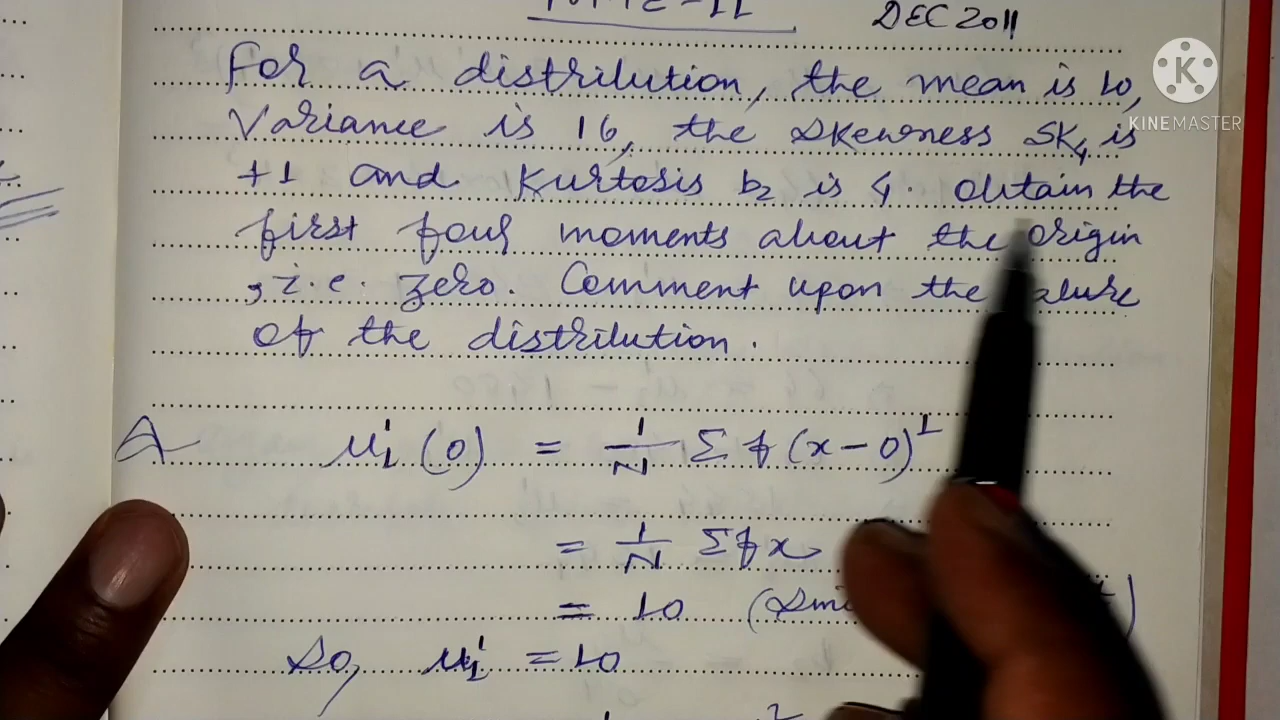 DEC 2011
For a distribution, the mean is 10,
Variance is 16, the Skewness SK4 is
+1 and Kurtosis b2 is 4. Obtain the
first four moments about the origin
, i.e. zero. Comment upon the
of the distribution.
A μ1' (0) = 1/N Σ f (x - 0)^1
= 1/N Σ f x
= 10
So, μ1' = 10
KINEMASTER